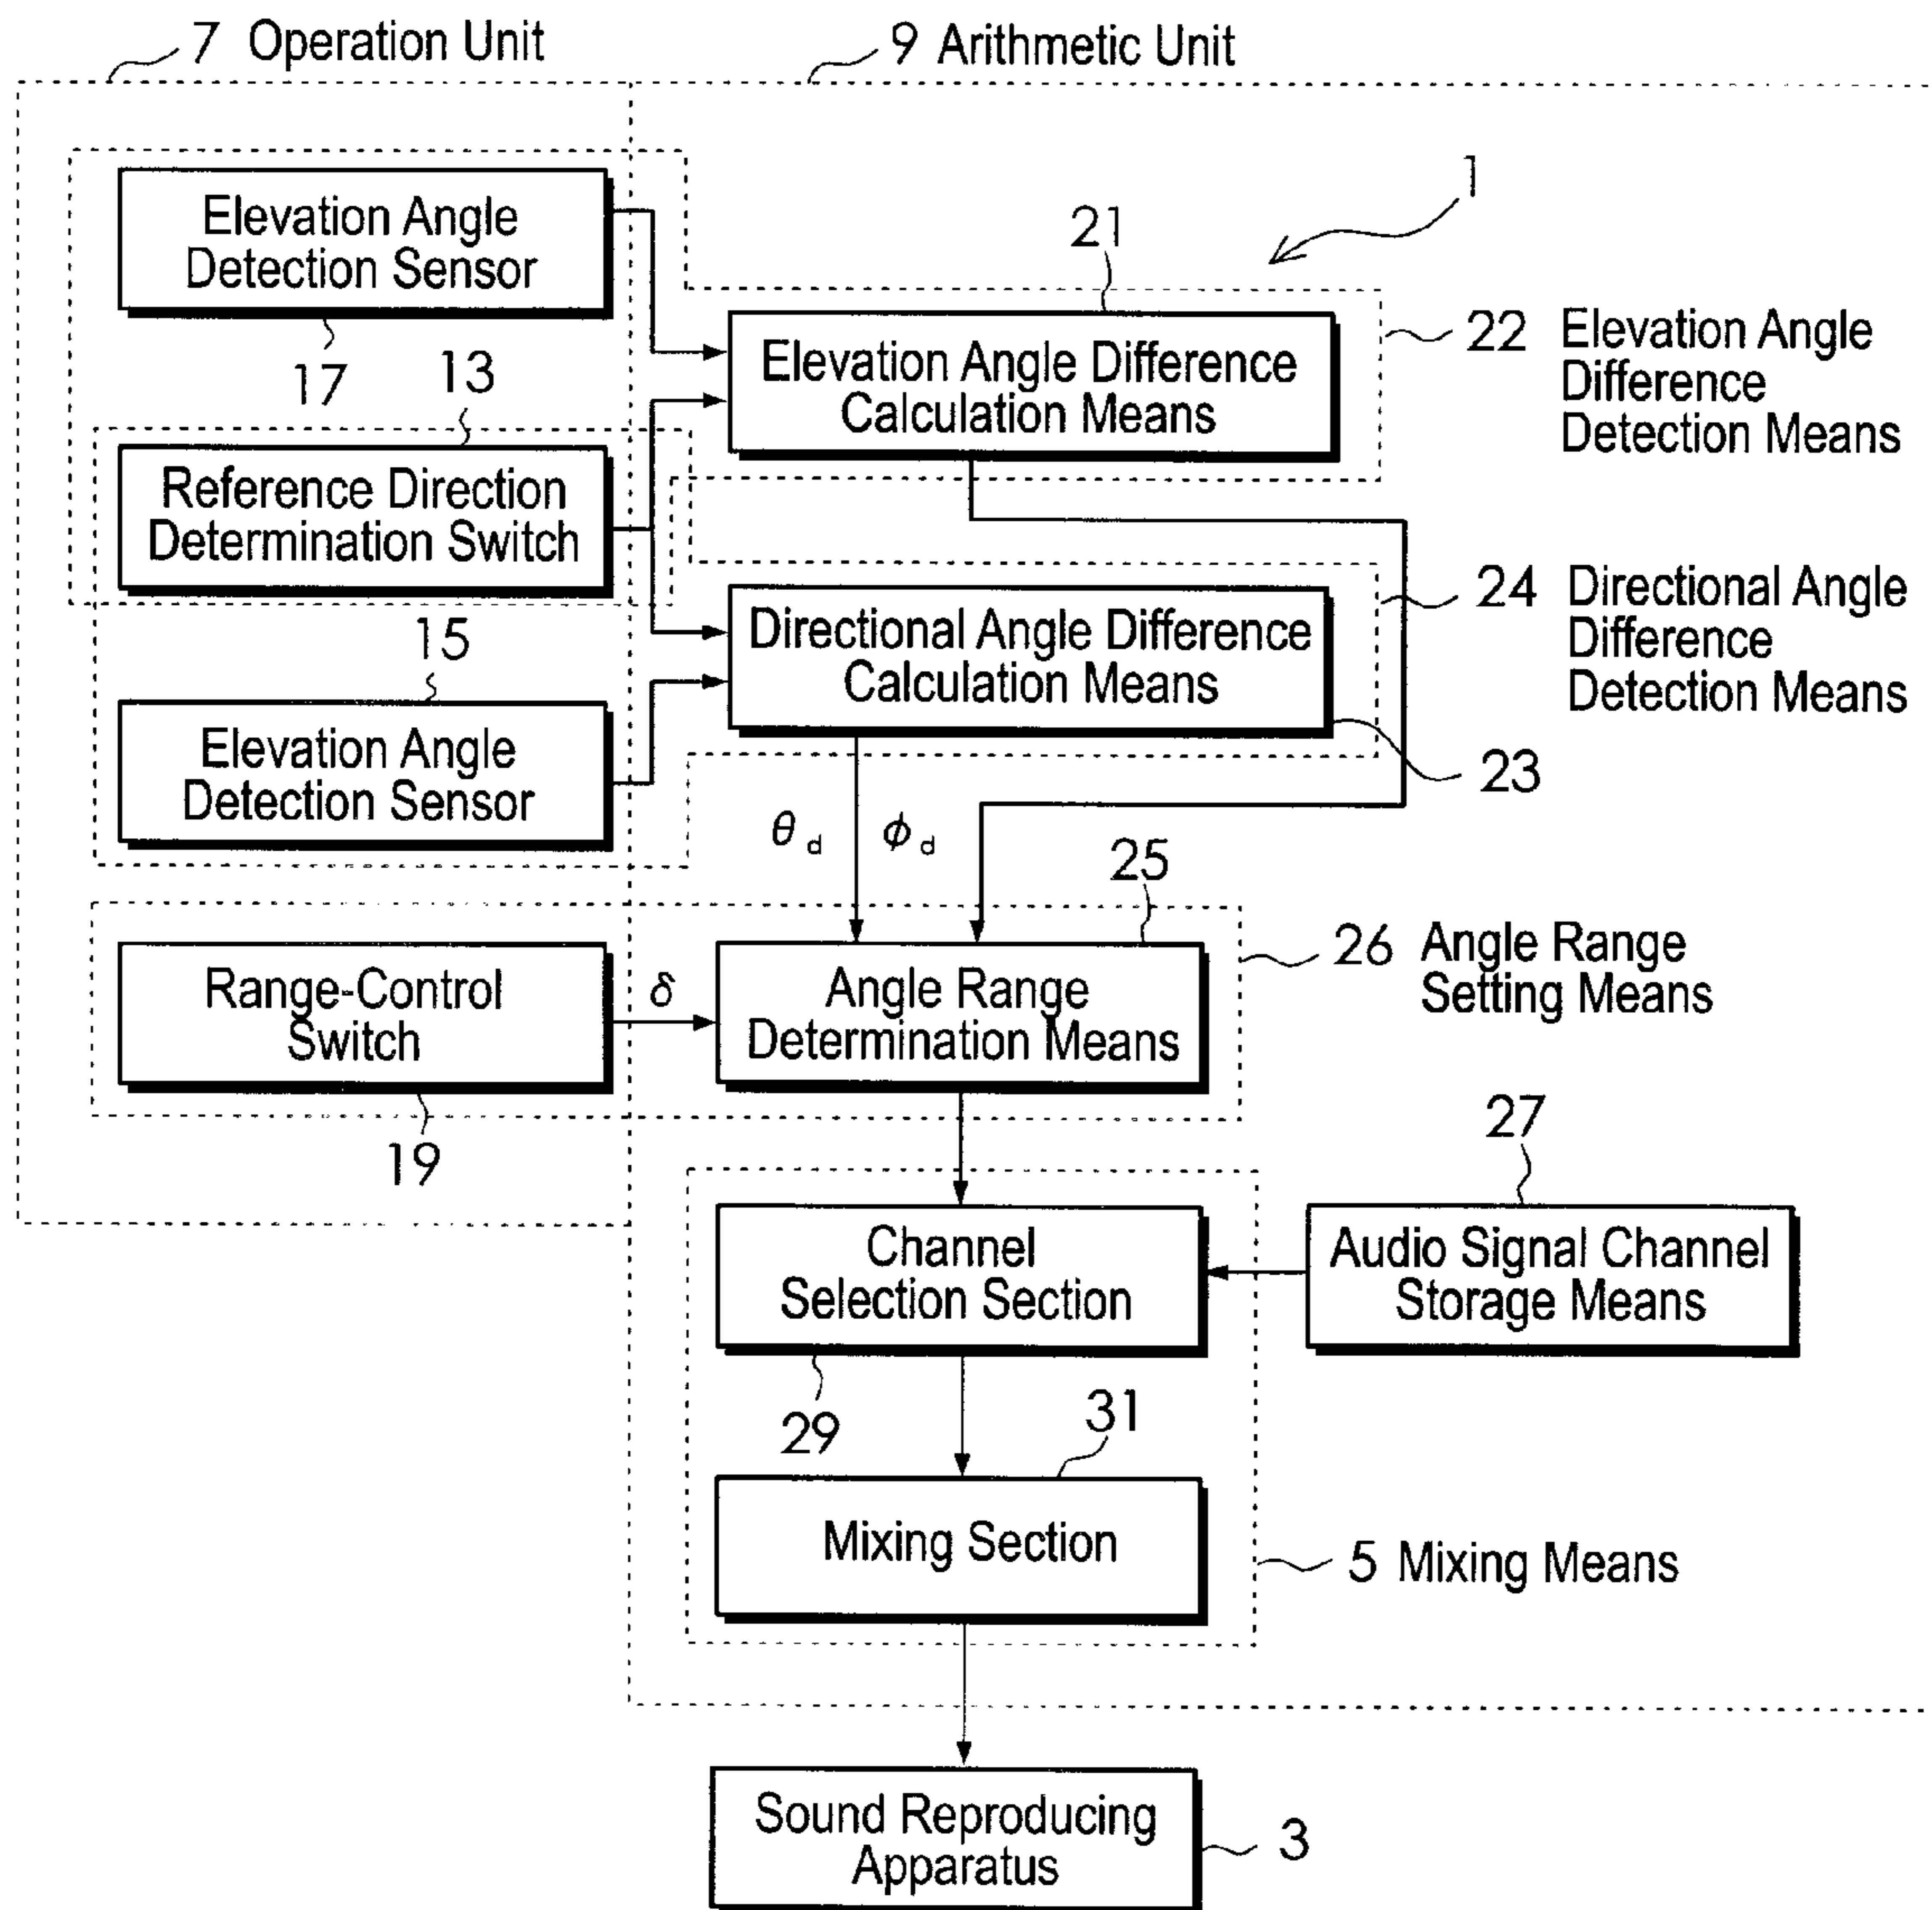 7 Operation Unit
9 Arithmetic Unit
1
Elevation Angle
Detection Sensor
17
21
Elevation Angle Difference
Calculation Means
22 Elevation Angle
Difference
Detection Means
13
Reference Direction
Determination Switch
24 Directional Angle
Difference
Detection Means
Directional Angle Difference
Calculation Means
23
15
Elevation Angle
Detection Sensor
θd
ϕd
25
26 Angle Range
Setting Means
Range-Control
Switch
19
δ
Angle Range
Determination Means
27
Channel
Selection Section
29
Audio Signal Channel
Storage Means
31
Mixing Section
5 Mixing Means
Sound Reproducing
Apparatus
3